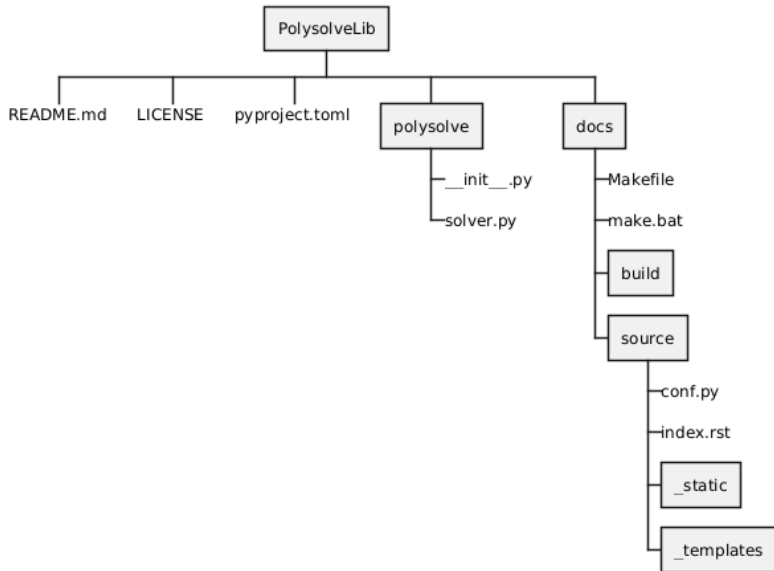 PolysolveLib
README.md
LICENSE
pyproject.toml
polysolve
docs
__init__.py
Makefile
solver.py
make.bat
build
source
conf.py
index.rst
_static
_templates